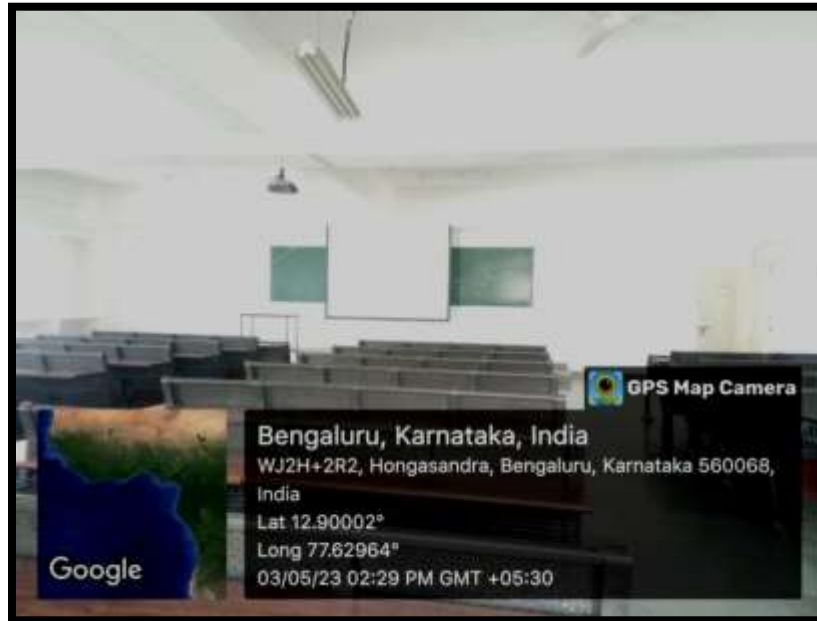 GPS Map Camera
Bengaluru, Karnataka, India
WJ2H+2R2, Hongasandra, Bengaluru, Karnataka 560068,
India
Lat 12.90002°
Long 77.62964°
03/05/23 02:29 PM GMT +05:30
Google